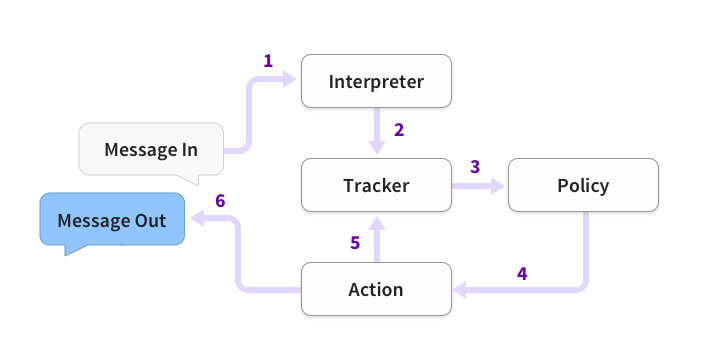 1
Interpreter
2
Message In
3
Tracker
Policy
6
Message Out
5
4
Action